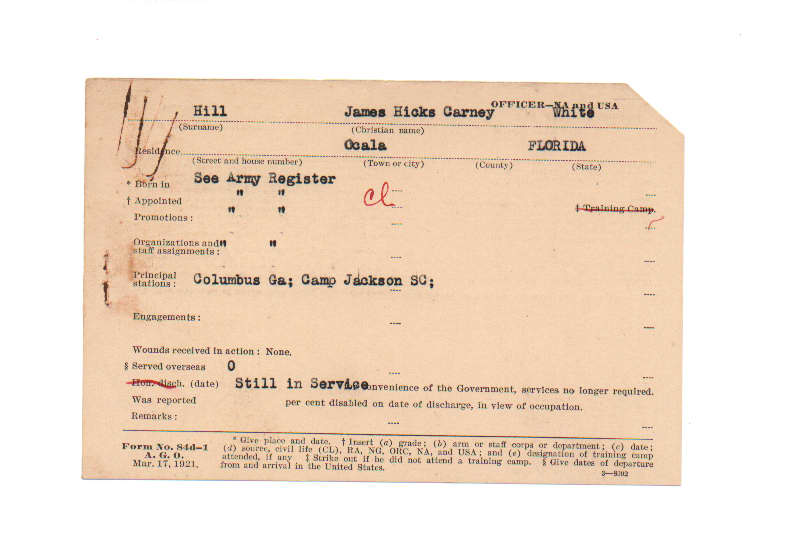 OFFICER—NA and USA
Hill James Hicks Carney White
(Surname) (Christian name)
Residence Ocala FLORIDA
(Street and house number) (Town or city) (County) (State)
* Born in See Army Register
† Appointed " " cl ‡ Training Camp.
Promotions: " "
Organizations and " "
staff assignments:
Principal
stations: Columbus Ga; Camp Jackson SC;
Engagements:
Wounds received in action: None.
§ Served overseas 0
Hon. disch. (date) Still in Service convenience of the Government, services no longer required.
Was reported per cent disabled on date of discharge, in view of occupation.
Remarks:
Form No. 84d—1
A. G. O.
Mar. 17, 1921.
* Give place and date. † Insert (a) grade; (b) arm or staff corps or department; (c) date;
(d) source, civil life (CL), RA, NG, ORC, NA, and USA; and (e) designation of training camp
attended, if any ‡ Strike out if he did not attend a training camp. § Give dates of departure
from and arrival in the United States.
3—9302